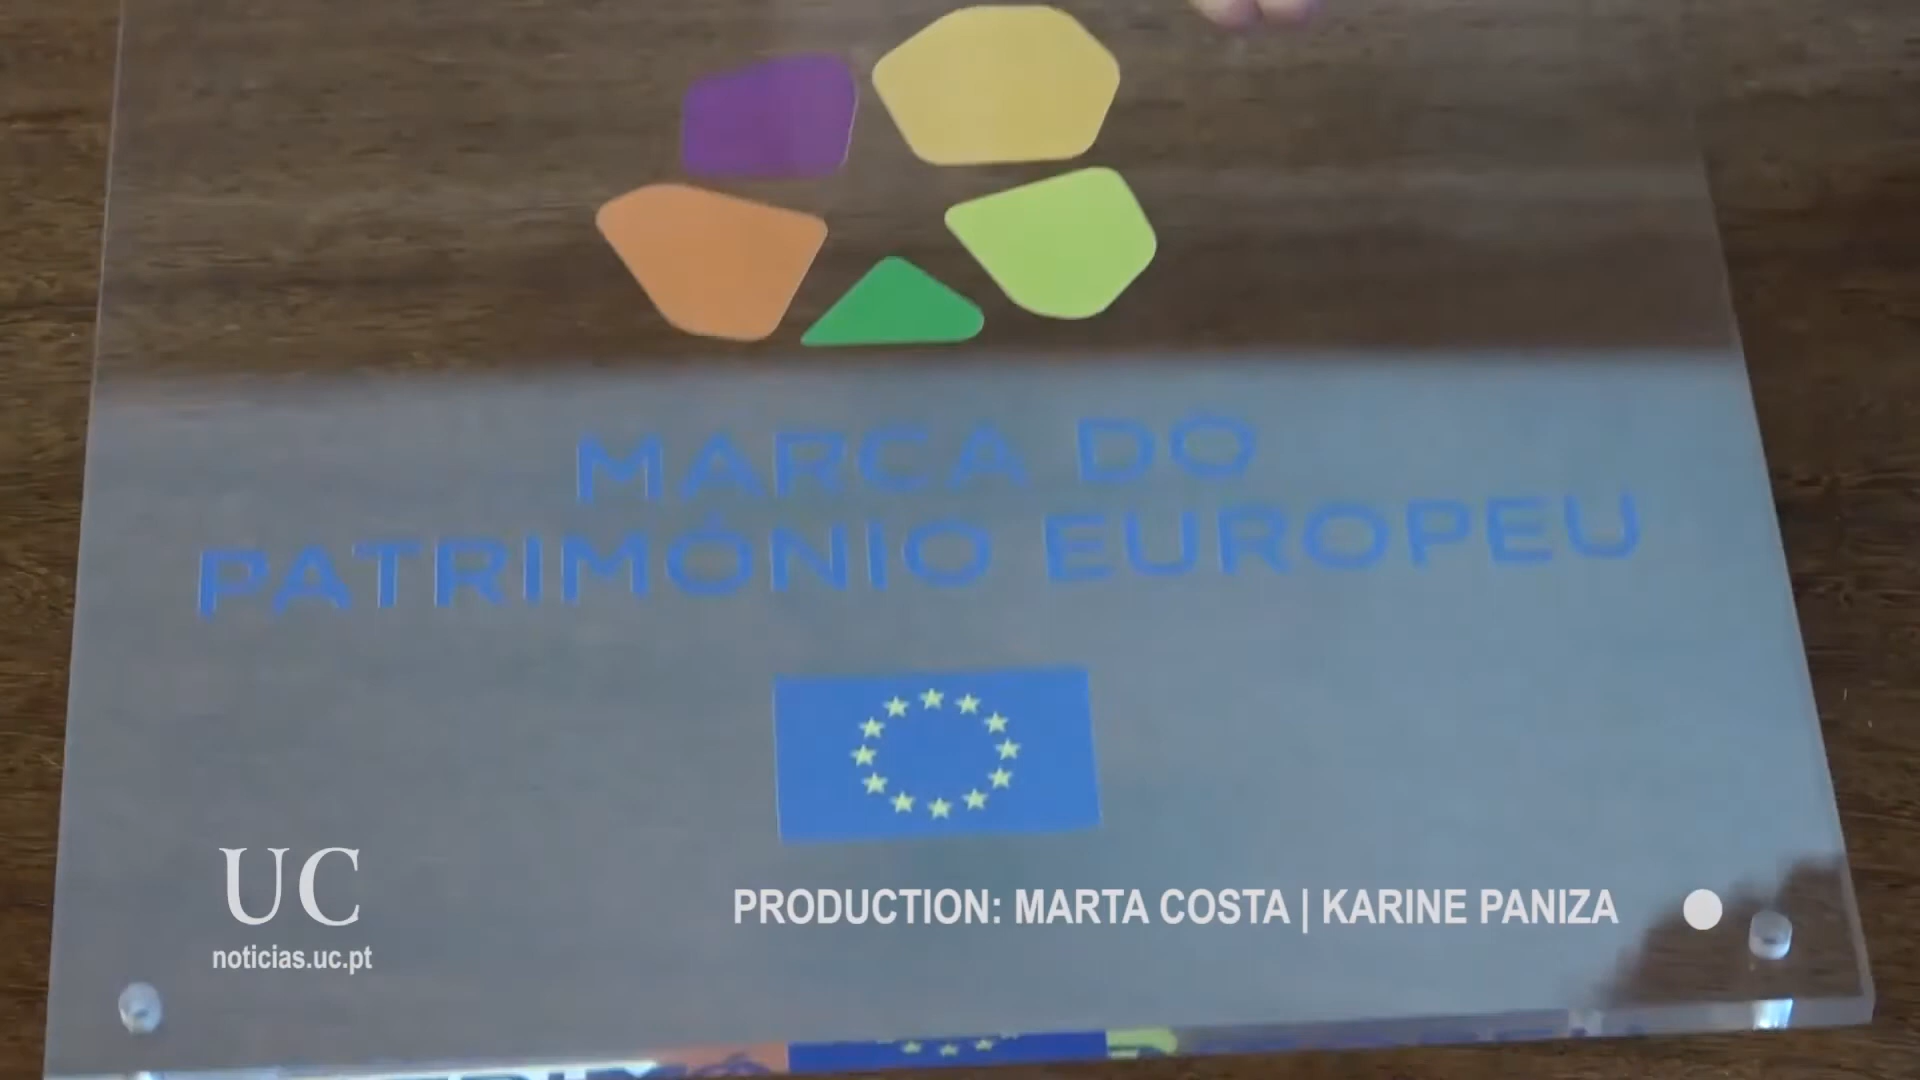 MARCA DO
PATRIMÓNIO EUROPEU
UC
noticias.uc.pt
PRODUCTION: MARTA COSTA | KARINE PANIZA